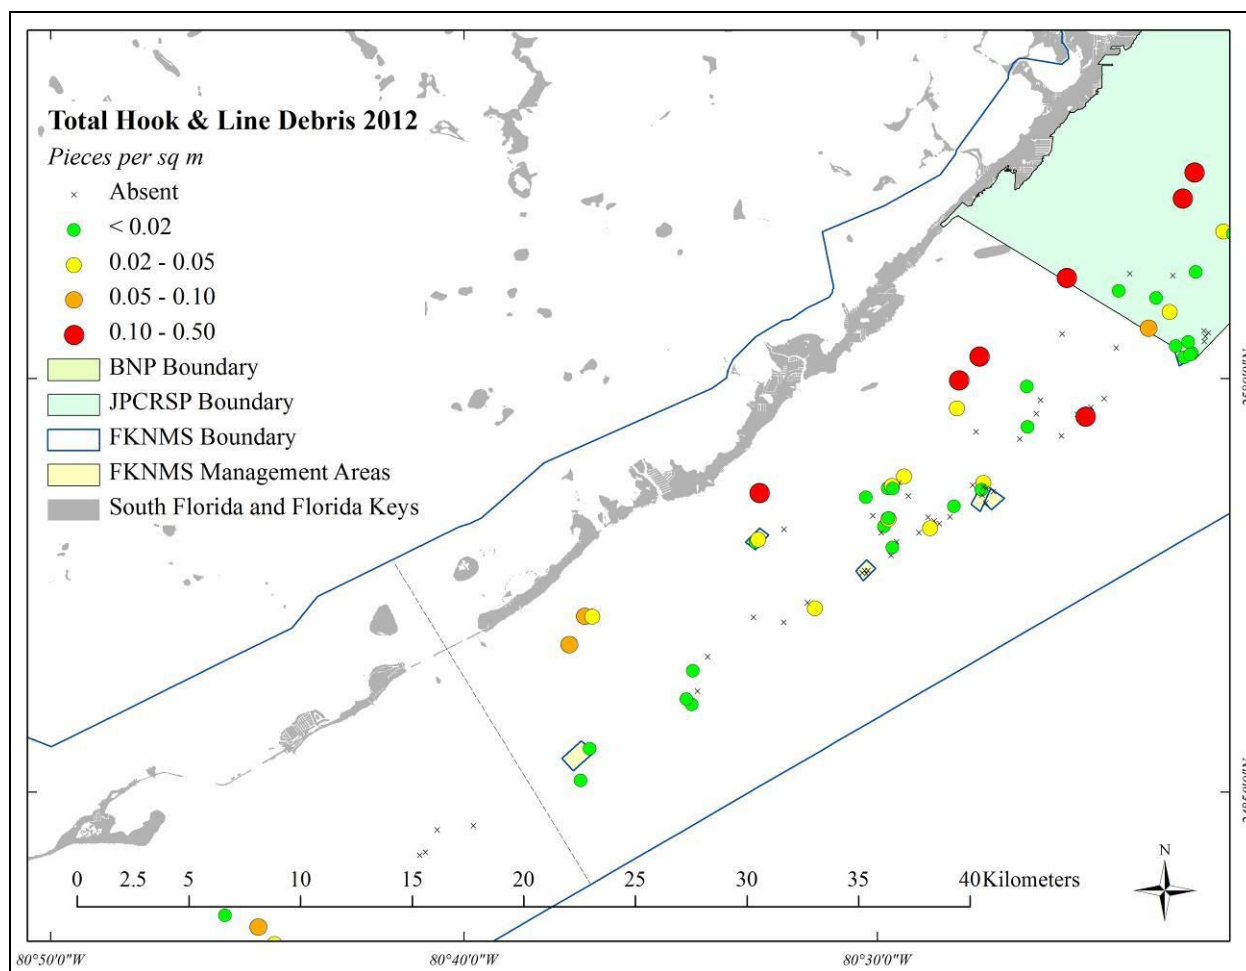 Total Hook & Line Debris 2012
Pieces per sq m
Absent
< 0.02
0.02 - 0.05
0.05 - 0.10
0.10 - 0.50
BNP Boundary
JPCRSP Boundary
FKNMS Boundary
FKNMS Management Areas
South Florida and Florida Keys
N
0 2.5 5 10 15 20 25 30 35 40 Kilometers
80°50'0"W 80°40'0"W 80°30'0"W